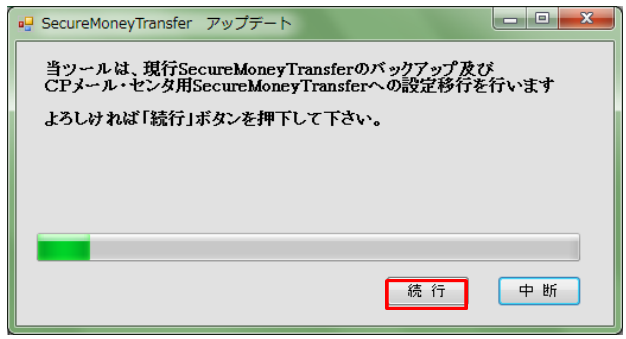 SecureMoneyTransfer アップデート
当ツールは、現行SecureMoneyTransferのバックアップ及び
CPメール・センタ用SecureMoneyTransferへの設定移行を行います
よろしければ「続行」ボタンを押下して下さい。
続 行
中 断